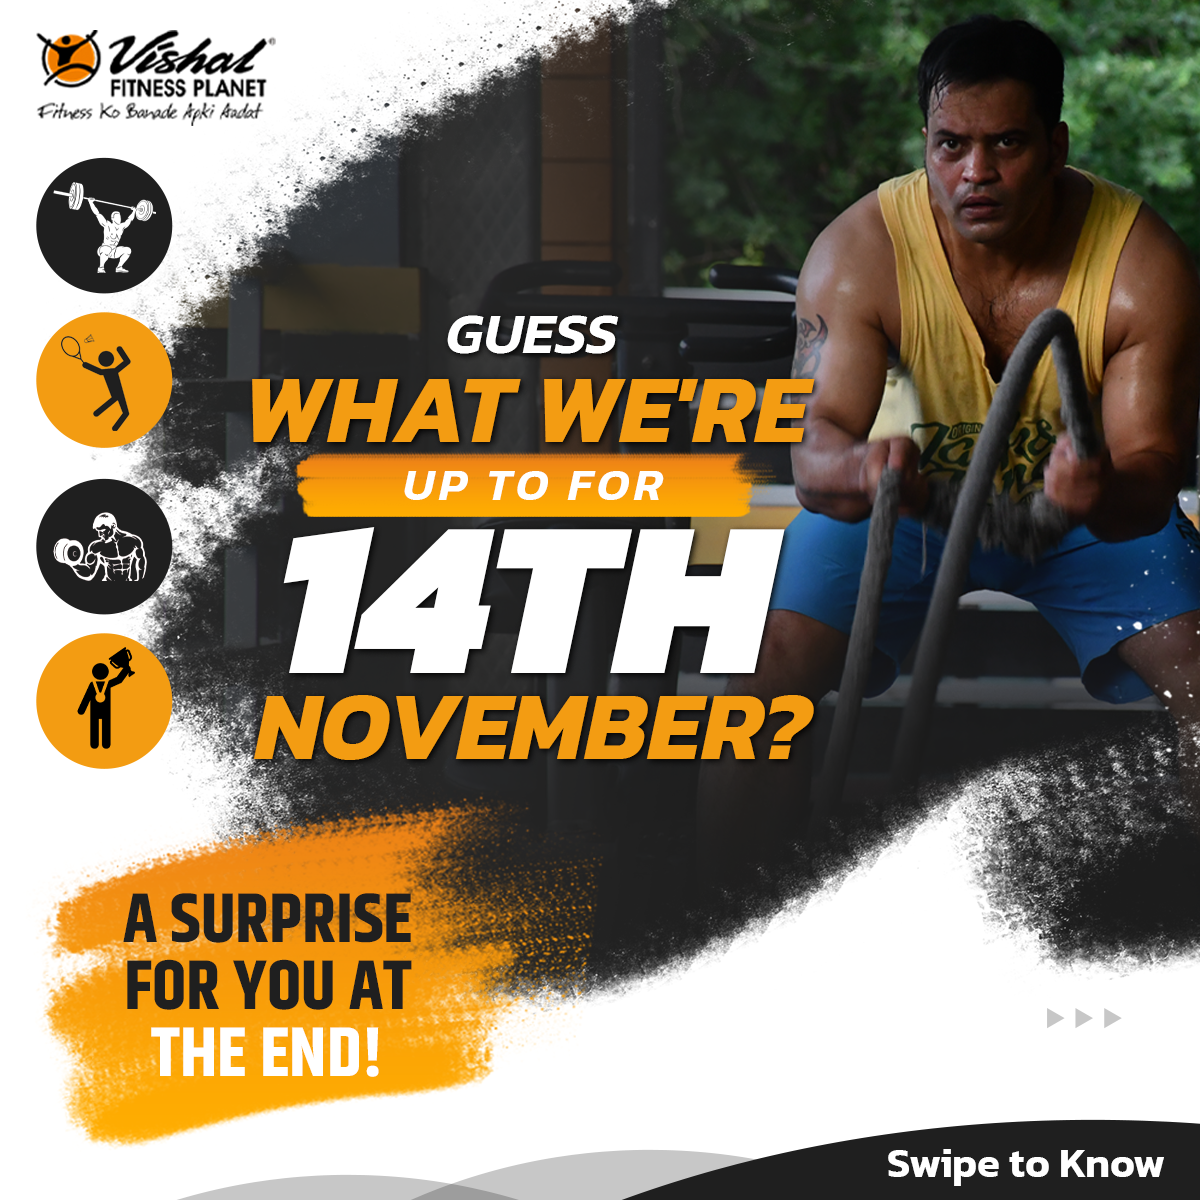 Vishal®
FITNESS PLANET
Fitness Ko Banade Apki Aadat
GUESS
WHAT WE'RE
UP TO FOR
14TH
NOVEMBER?
ORIGIN
A SURPRISE
FOR YOU AT
THE END!
Swipe to Know